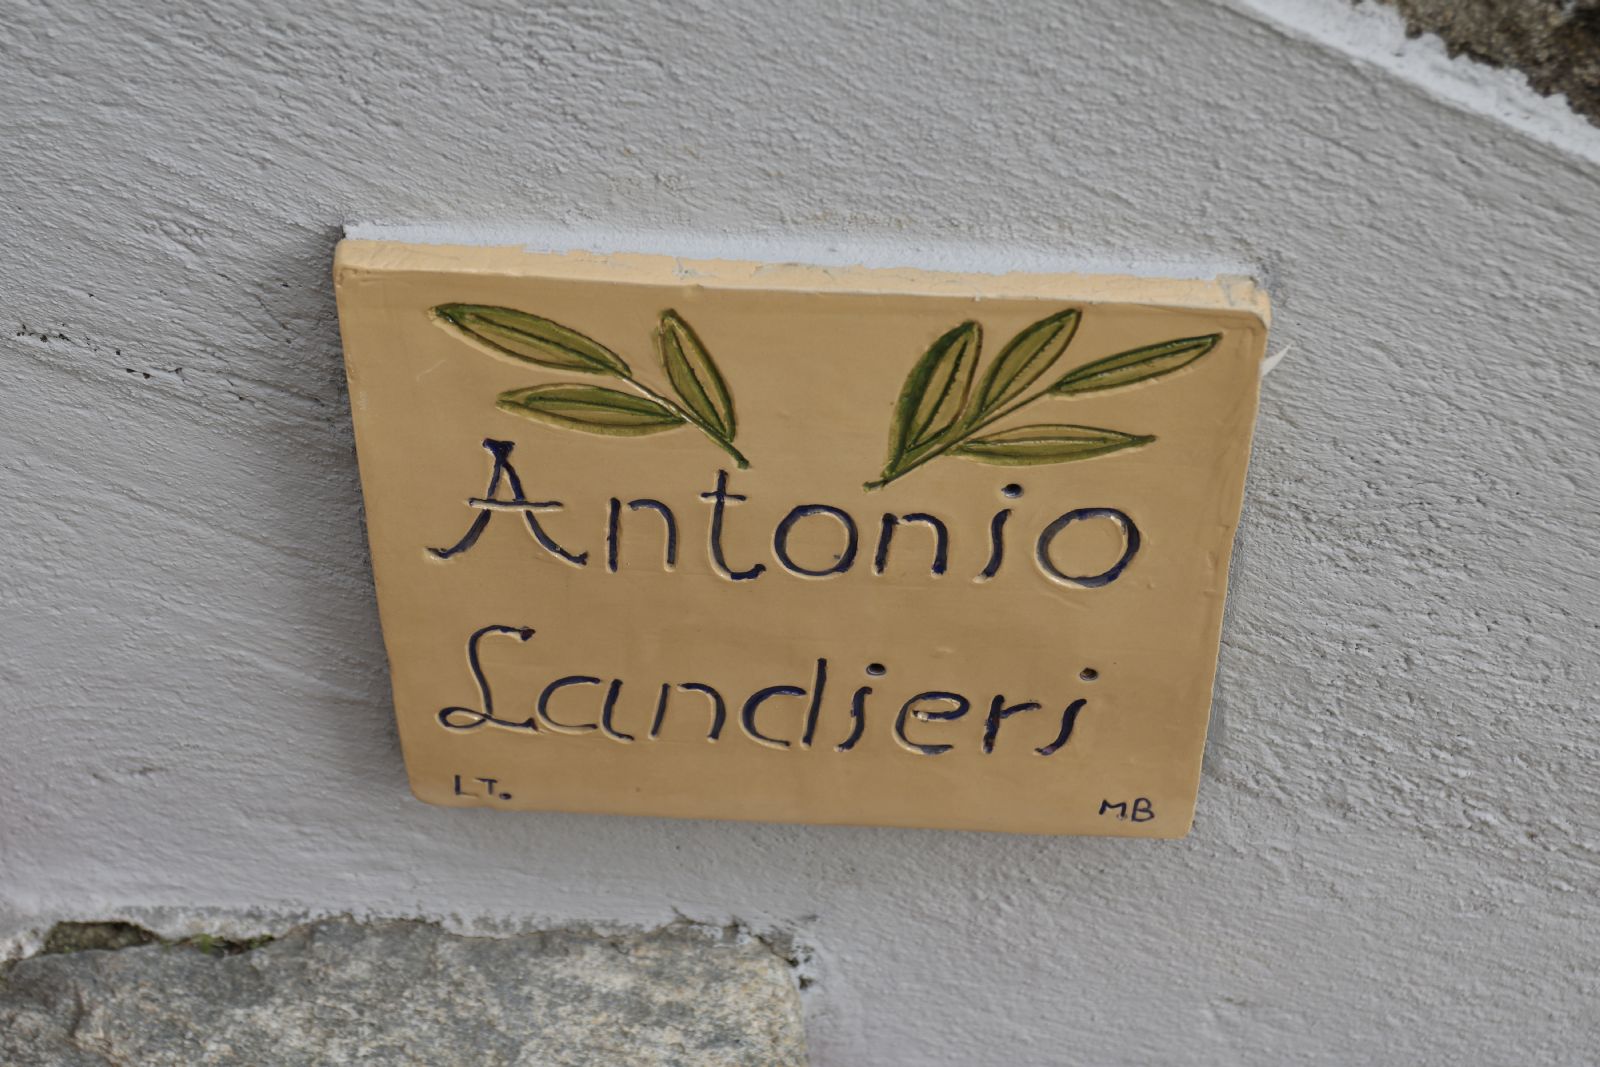 Antonio
Landieri
LT. MB